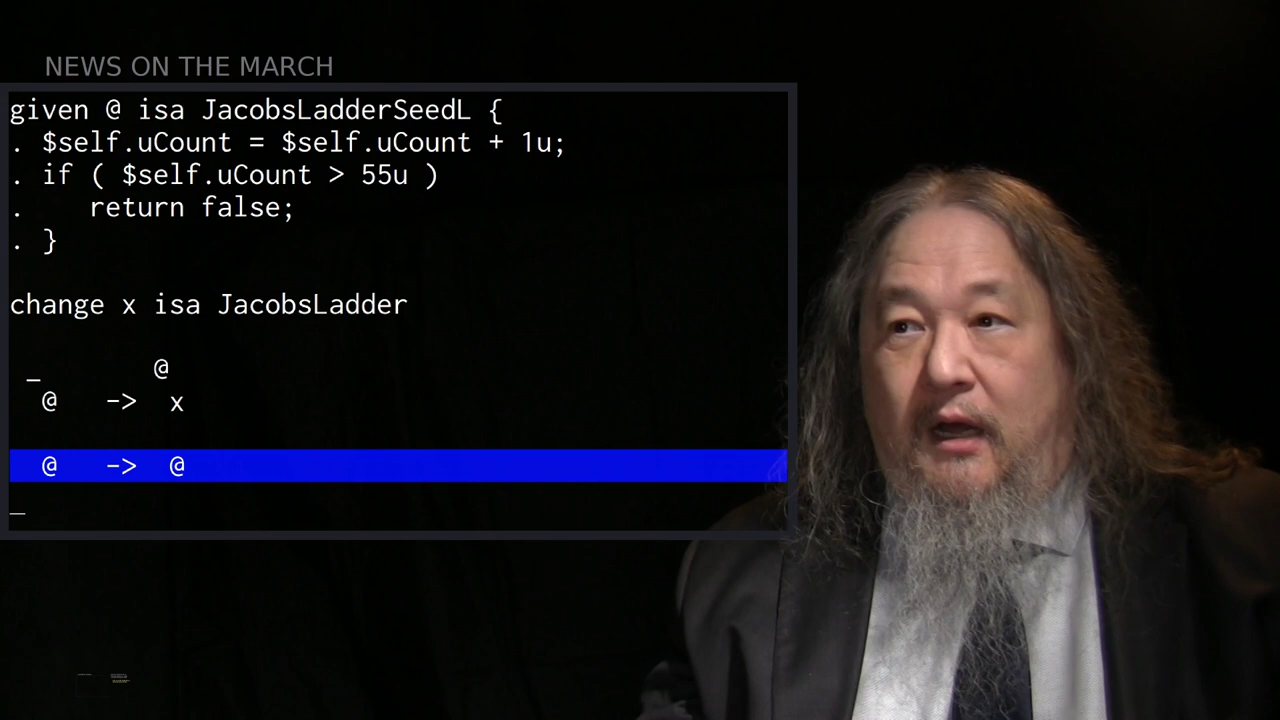 NEWS ON THE MARCH
given @ isa JacobsLadderSeedL {
. $self.uCount = $self.uCount + 1u;
. if ( $self.uCount > 55u )
.    return false;
. }
change x isa JacobsLadder
_       @
@   ->  x
@   ->  @
_